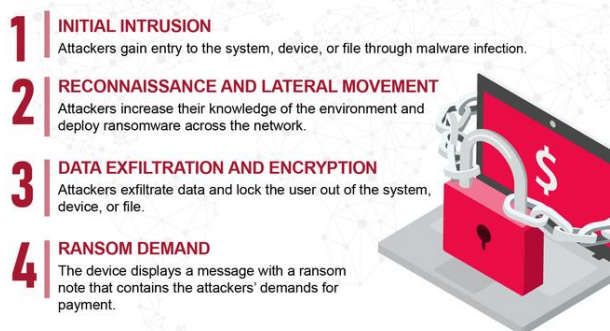 1
INITIAL INTRUSION
Attackers gain entry to the system, device, or file through malware infection.
2
RECONNAISSANCE AND LATERAL MOVEMENT
Attackers increase their knowledge of the environment and
deploy ransomware across the network.
3
DATA EXFILTRATION AND ENCRYPTION
Attackers exfiltrate data and lock the user out of the system,
device, or file.
4
RANSOM DEMAND
The device displays a message with a ransom
note that contains the attackers' demands for
payment.
$